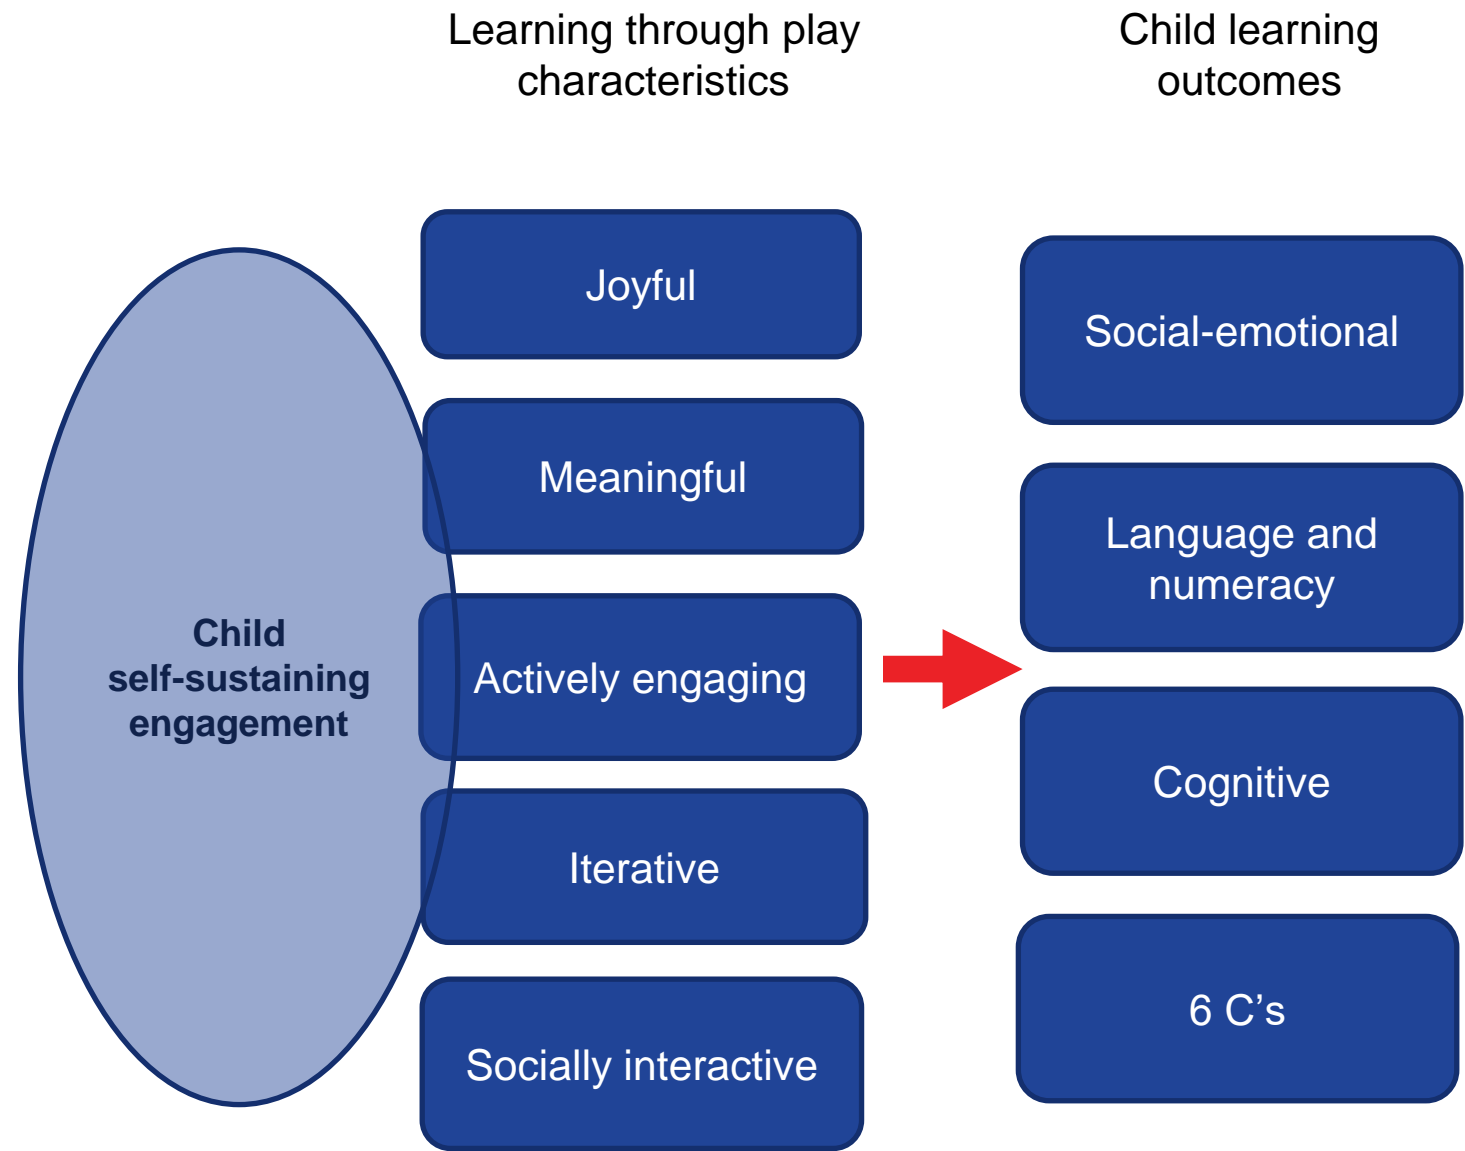 Learning through play
characteristics
Child learning
outcomes
Child
self-sustaining
engagement
Joyful
Meaningful
Actively engaging
Iterative
Socially interactive
Social-emotional
Language and
numeracy
Cognitive
6 C’s